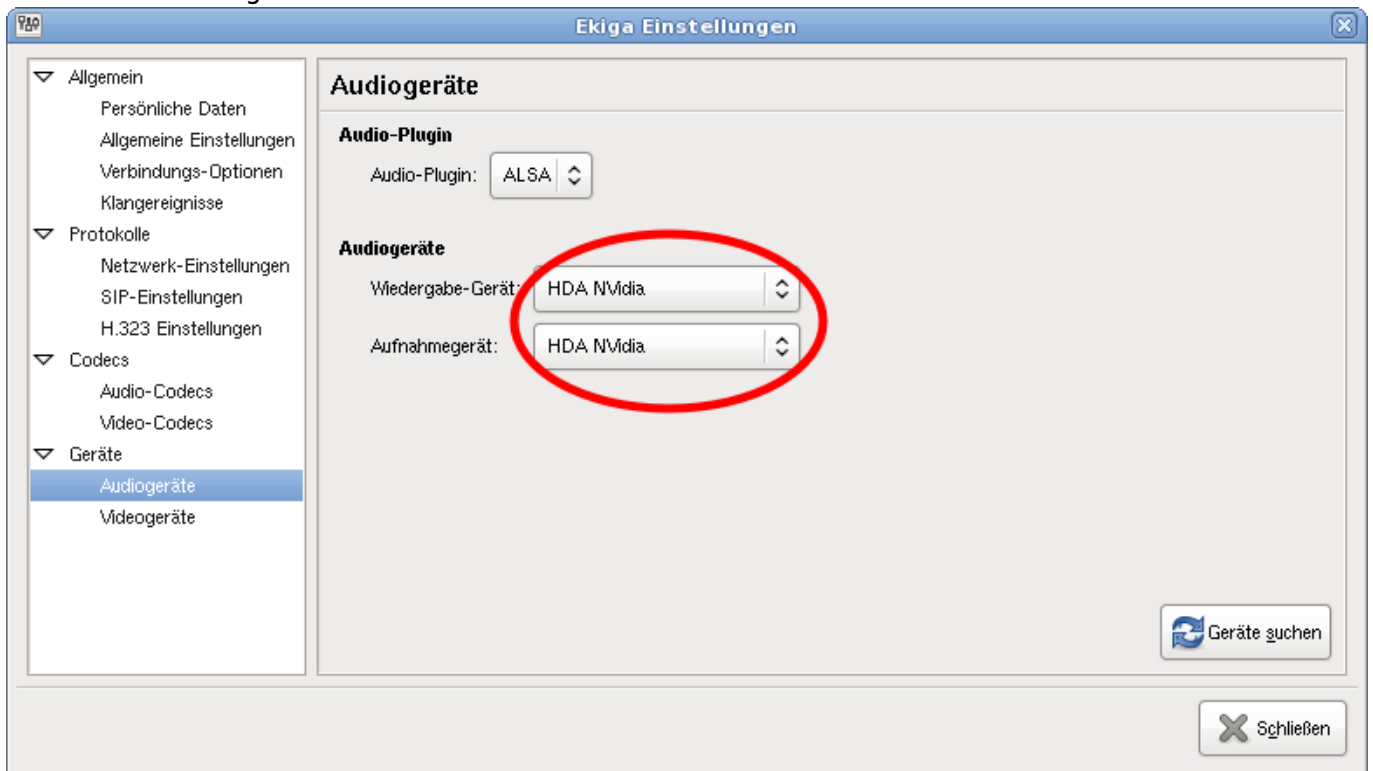 Ekiga Einstellungen
Allgemein
Persönliche Daten
Allgemeine Einstellungen
Verbindungs-Optionen
Klangereignisse
Protokolle
Netzwerk-Einstellungen
SIP-Einstellungen
H.323 Einstellungen
Codecs
Audio-Codecs
Video-Codecs
Geräte
Audiogeräte
Videogeräte
Audiogeräte
Audio-Plugin
Audio-Plugin: ALSA
Audiogeräte
Wiedergabe-Gerät: HDA NVidia
Aufnahmegerät: HDA NVidia
Geräte suchen
Schließen